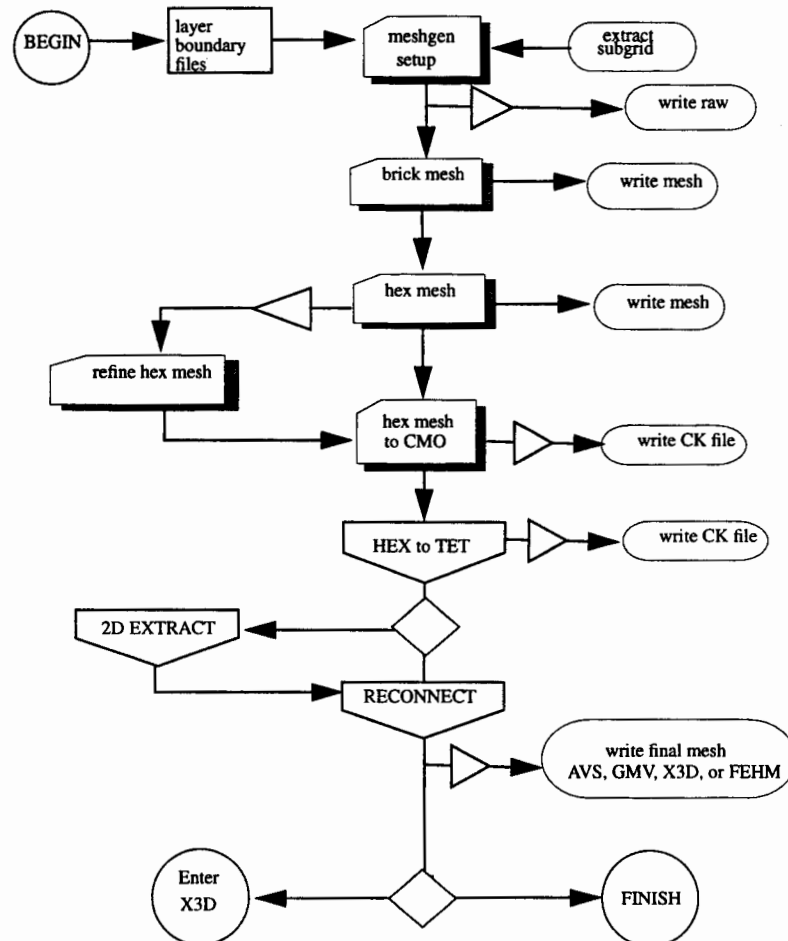 BEGIN
layer
boundary
files
meshgen
setup
extract
subgrid
write raw
brick mesh
write mesh
hex mesh
write mesh
refine hex mesh
hex mesh
to CMO
write CK file
HEX to TET
write CK file
2D EXTRACT
RECONNECT
write final mesh
AVS, GMV, X3D, or FEHM
Enter
X3D
FINISH